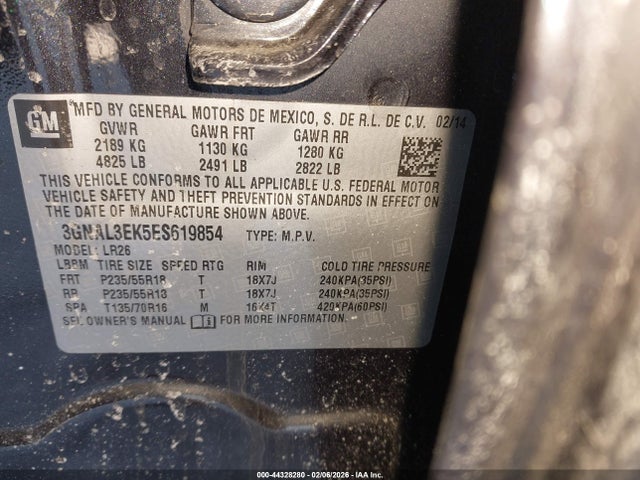 GM
MFD BY GENERAL MOTORS DE MEXICO, S. DE R.L. DE C.V. 02/14
GVWR GAWR FRT GAWR RR
2189 KG 1130 KG 1280 KG
4825 LB 2491 LB 2822 LB
THIS VEHICLE CONFORMS TO ALL APPLICABLE U.S. FEDERAL MOTOR
VEHICLE SAFETY AND THEFT PREVENTION STANDARDS IN EFFECT ON
THE DATE OF MANUFACTURE SHOWN ABOVE.
3GNAL3EK5ES619854 TYPE: M.P.V.
MODEL: LR26
TIRE SIZE SPEED RTG RIM COLD TIRE PRESSURE
FRT P235/55R18 T 18X7J 240KPA(35PSI)
RR P235/55R18 T 18X7J 240KPA(35PSI)
SPA T135/70R16 M 16X4T 420KPA(60PSI)
SEE OWNER'S MANUAL FOR MORE INFORMATION.
000-44328280 - 02/06/2026 - IAA Inc.